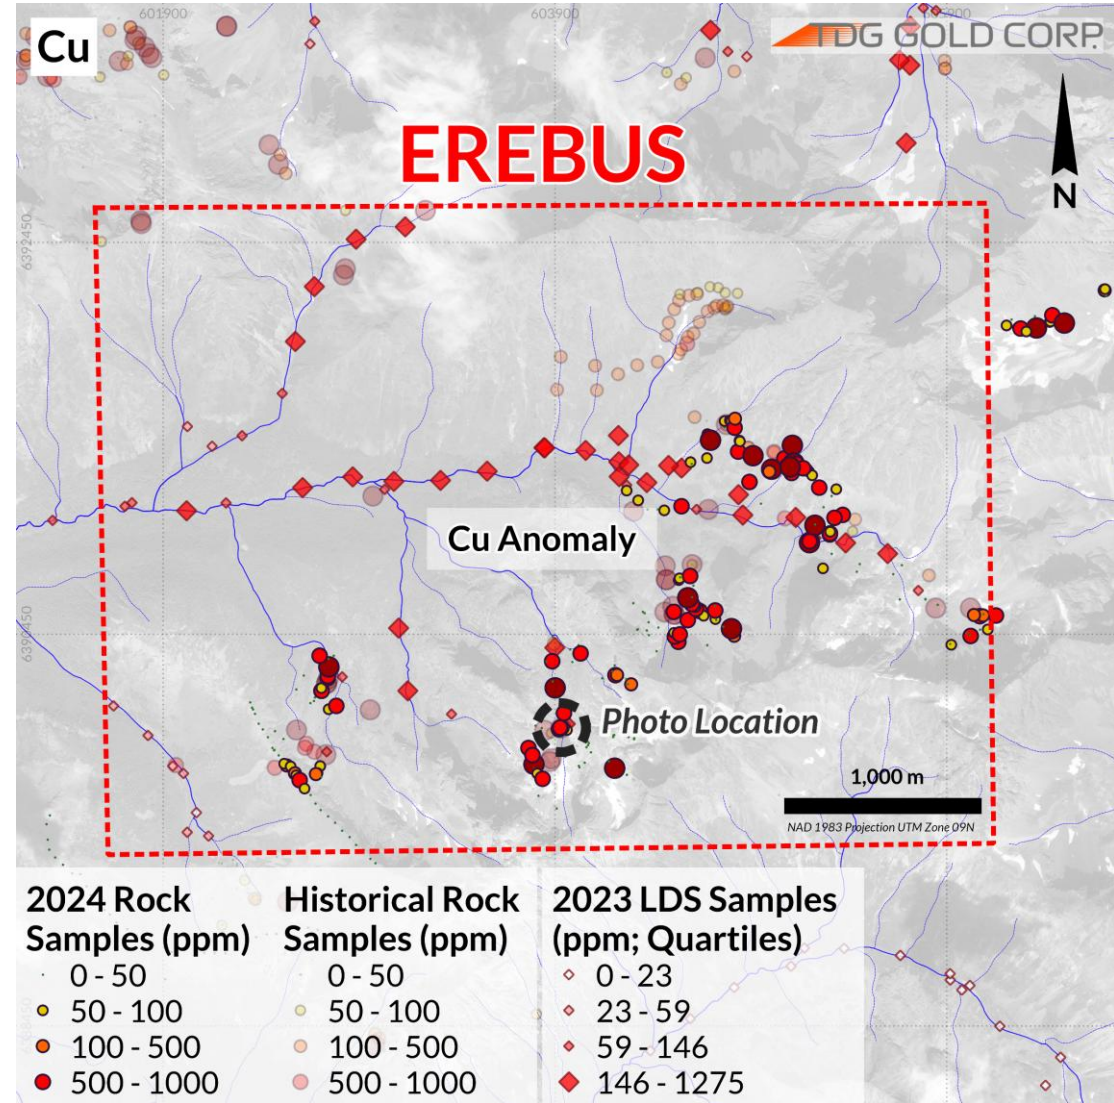 601900
603900
Cu
TDG GOLD CORP.
EREBUS
N
6392450
Cu Anomaly
6390450
Photo Location
1,000 m
NAD 1983 Projection UTM Zone 09N
2024 Rock
Samples (ppm)
0 - 50
50 - 100
100 - 500
500 - 1000
Historical Rock
Samples (ppm)
0 - 50
50 - 100
100 - 500
500 - 1000
2023 LDS Samples
(ppm; Quartiles)
0 - 23
23 - 59
59 - 146
146 - 1275